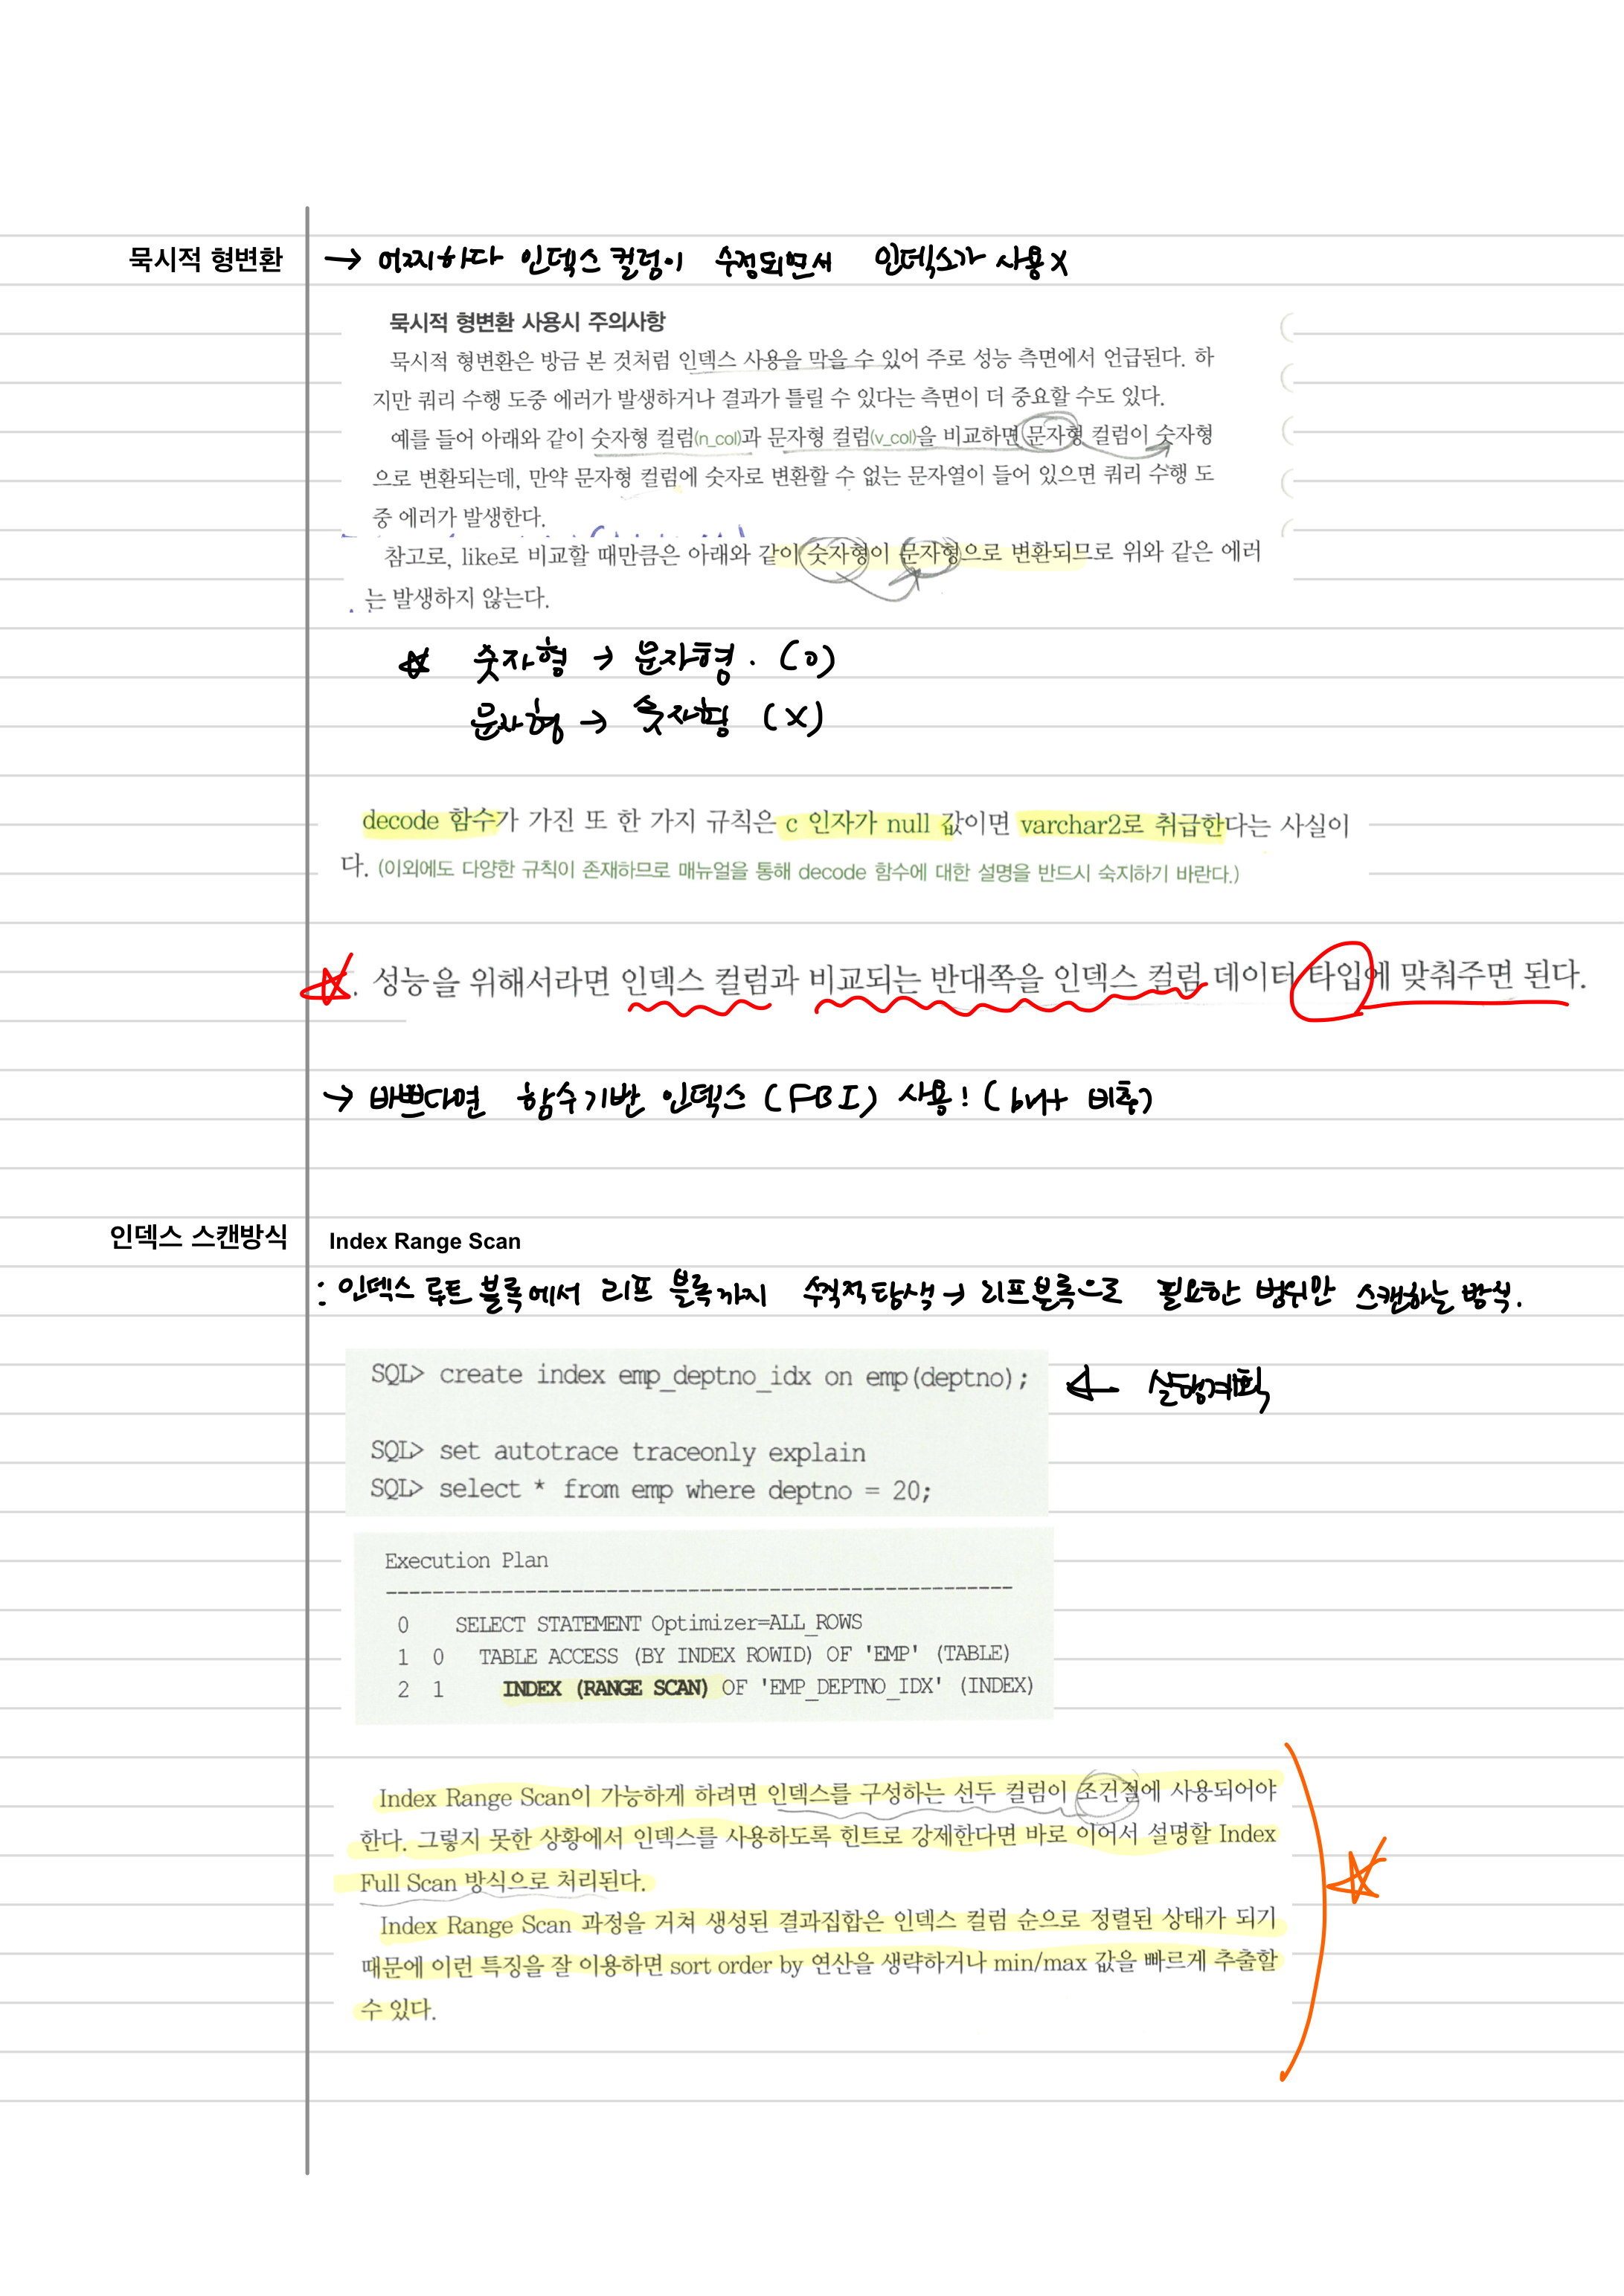 묵시적 형변환
→ 어찌하다 인덱스 컬럼이 수정되면서 인덱스가 사용X
묵시적 형변환 사용시 주의사항
묵시적 형변환은 방금 본 것처럼 인덱스 사용을 막을 수 있어 주로 성능 측면에서 언급된다. 하
지만 쿼리 수행 도중 에러가 발생하거나 결과가 틀릴 수 있다는 측면이 더 중요할 수도 있다.
예를 들어 아래와 같이 숫자형 컬럼(n_col)과 문자형 컬럼(v_col)을 비교하면 문자형 컬럼이 숫자형
으로 변환되는데, 만약 문자형 컬럼에 숫자로 변환할 수 없는 문자열이 들어 있으면 쿼리 수행 도
중 에러가 발생한다.
참고로, like로 비교할 때만큼은 아래와 같이 숫자형이 문자형으로 변환되므로 위와 같은 에러
는 발생하지 않는다.
☆ 숫자형 → 문자형. (O)
문자형 → 숫자형 (X)
decode 함수가 가진 또 한 가지 규칙은 c 인자가 null 값이면 varchar2로 취급한다는 사실이
다. (이외에도 다양한 규칙이 존재하므로 매뉴얼을 통해 decode 함수에 대한 설명을 반드시 숙지하기 바란다.)
☆. 성능을 위해서라면 인덱스 컬럼과 비교되는 반대쪽을 인덱스 컬럼 데이터 타입에 맞춰주면 된다.
→ 바쁘다면 함수기반 인덱스 (FBI) 사용! (but 비추)
인덱스 스캔방식
Index Range Scan
: 인덱스 루트 블록에서 리프 블록까지 수직적 탐색 → 리프블록으로 필요한 범위만 스캔하는 방식.
SQL> create index emp_deptno_idx on emp(deptno);
← 실행계획
SQL> set autotrace traceonly explain
SQL> select * from emp where deptno = 20;
Execution Plan
------------------------------------------------------
0 SELECT STATEMENT Optimizer=ALL_ROWS
1 0 TABLE ACCESS (BY INDEX ROWID) OF 'EMP' (TABLE)
2 1 INDEX (RANGE SCAN) OF 'EMP_DEPTNO_IDX' (INDEX)
Index Range Scan이 가능하게 하려면 인덱스를 구성하는 선두 컬럼이 조건절에 사용되어야
한다. 그렇지 못한 상황에서 인덱스를 사용하도록 힌트로 강제한다면 바로 이어서 설명할 Index
Full Scan 방식으로 처리된다.
Index Range Scan 과정을 거쳐 생성된 결과집합은 인덱스 컬럼 순으로 정렬된 상태가 되기
때문에 이런 특징을 잘 이용하면 sort order by 연산을 생략하거나 min/max 값을 빠르게 추출할
수 있다.